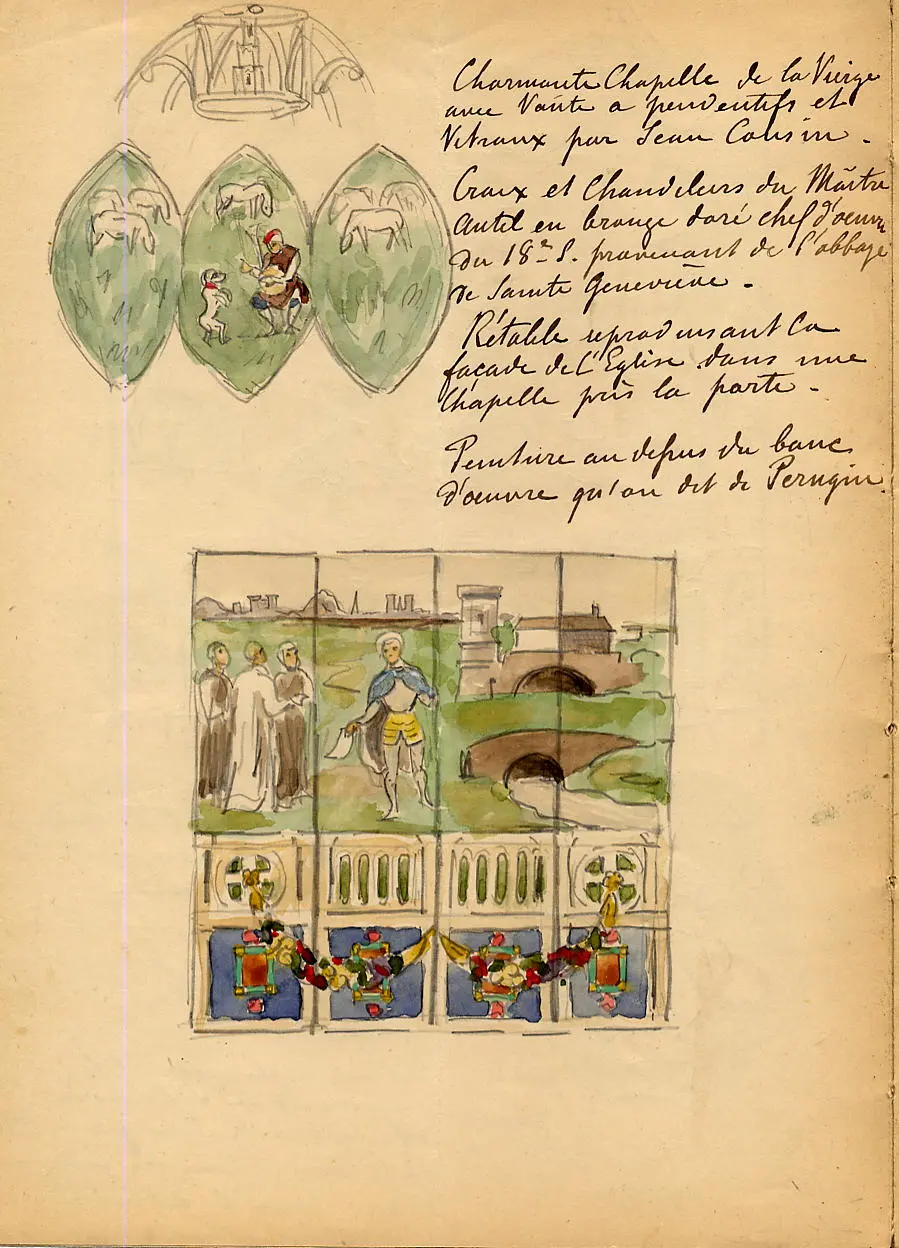 Charmante Chapelle de la Vierge
avec Voûte a pendentifs et
Vitraux par Jean Cousin -
Croix et Chandeliers du Maître
Autel en bronze doré chef d'oeuvre
du 18e S. provenant de l'abbaye
de Sainte Geneviève -
Rétable reproduisant la
façade de l'Eglise dans une
Chapelle près la porte -
Peinture au dessus du banc
d'oeuvre qu'on dit de Perugin.